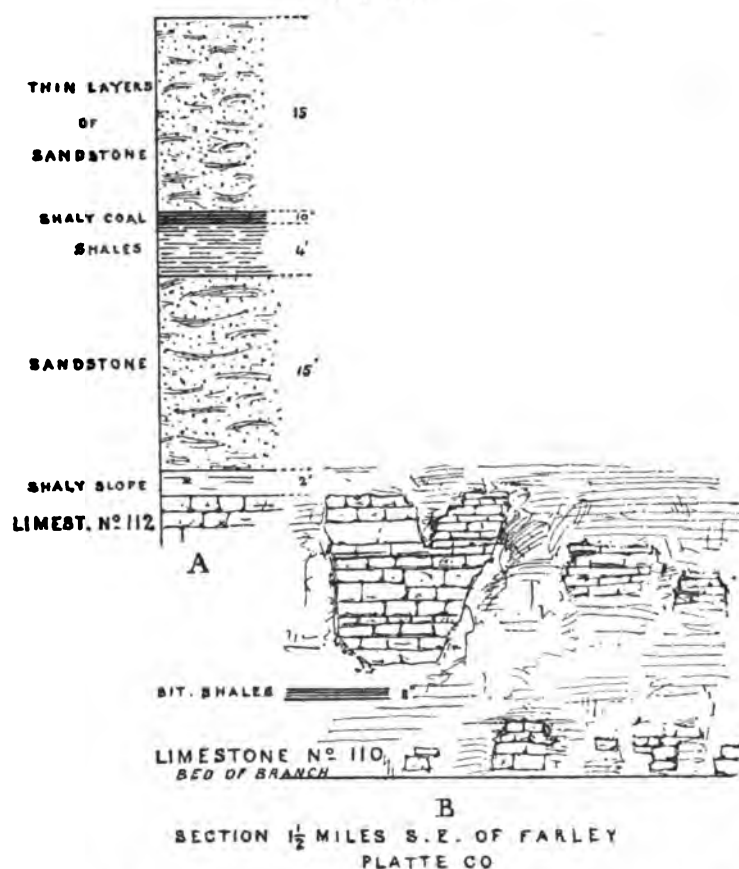 THIN LAYERS
OF
SANDSTONE
15
SHALY COAL
10"
SHALES
4'
SANDSTONE
15'
SHALY SLOPE
2'
LIMEST. Nº 112
A
BIT. SHALES
LIMESTONE Nº 110
BED OF BRANCH
B
SECTION 1½ MILES S.E. OF FARLEY
PLATTE CO